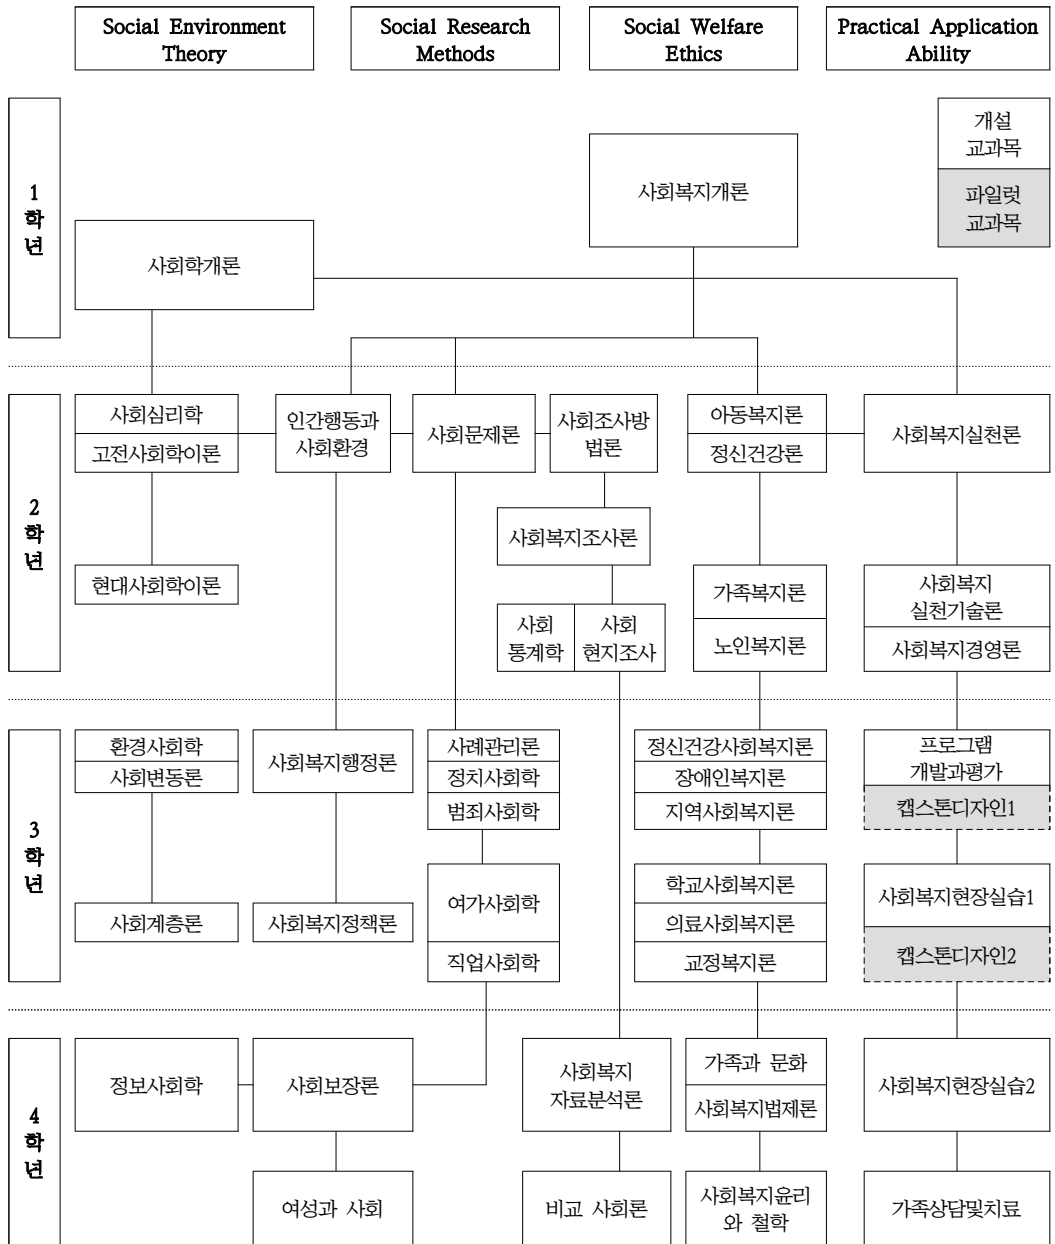 Social Environment
Theory
Social Research
Methods
Social Welfare
Ethics
Practical Application
Ability
1
학
년
개설
교과목
파일럿
교과목
사회복지개론
사회학개론
2
학
년
사회심리학
고전사회학이론
인간행동과
사회환경
사회문제론
사회조사방
법론
아동복지론
정신건강론
사회복지실천론
사회복지조사론
현대사회학이론
사회
통계학
사회
현지조사
가족복지론
노인복지론
사회복지
실천기술론
사회복지경영론
3
학
년
환경사회학
사회변동론
사회복지행정론
사례관리론
정치사회학
범죄사회학
정신건강사회복지론
장애인복지론
지역사회복지론
프로그램
개발과평가
캡스톤디자인1
사회계층론
사회복지정책론
여가사회학
직업사회학
학교사회복지론
의료사회복지론
교정복지론
사회복지현장실습1
캡스톤디자인2
4
학
년
정보사회학
사회보장론
사회복지
자료분석론
가족과 문화
사회복지법제론
사회복지현장실습2
여성과 사회
비교 사회론
사회복지윤리
와 철학
가족상담및치료